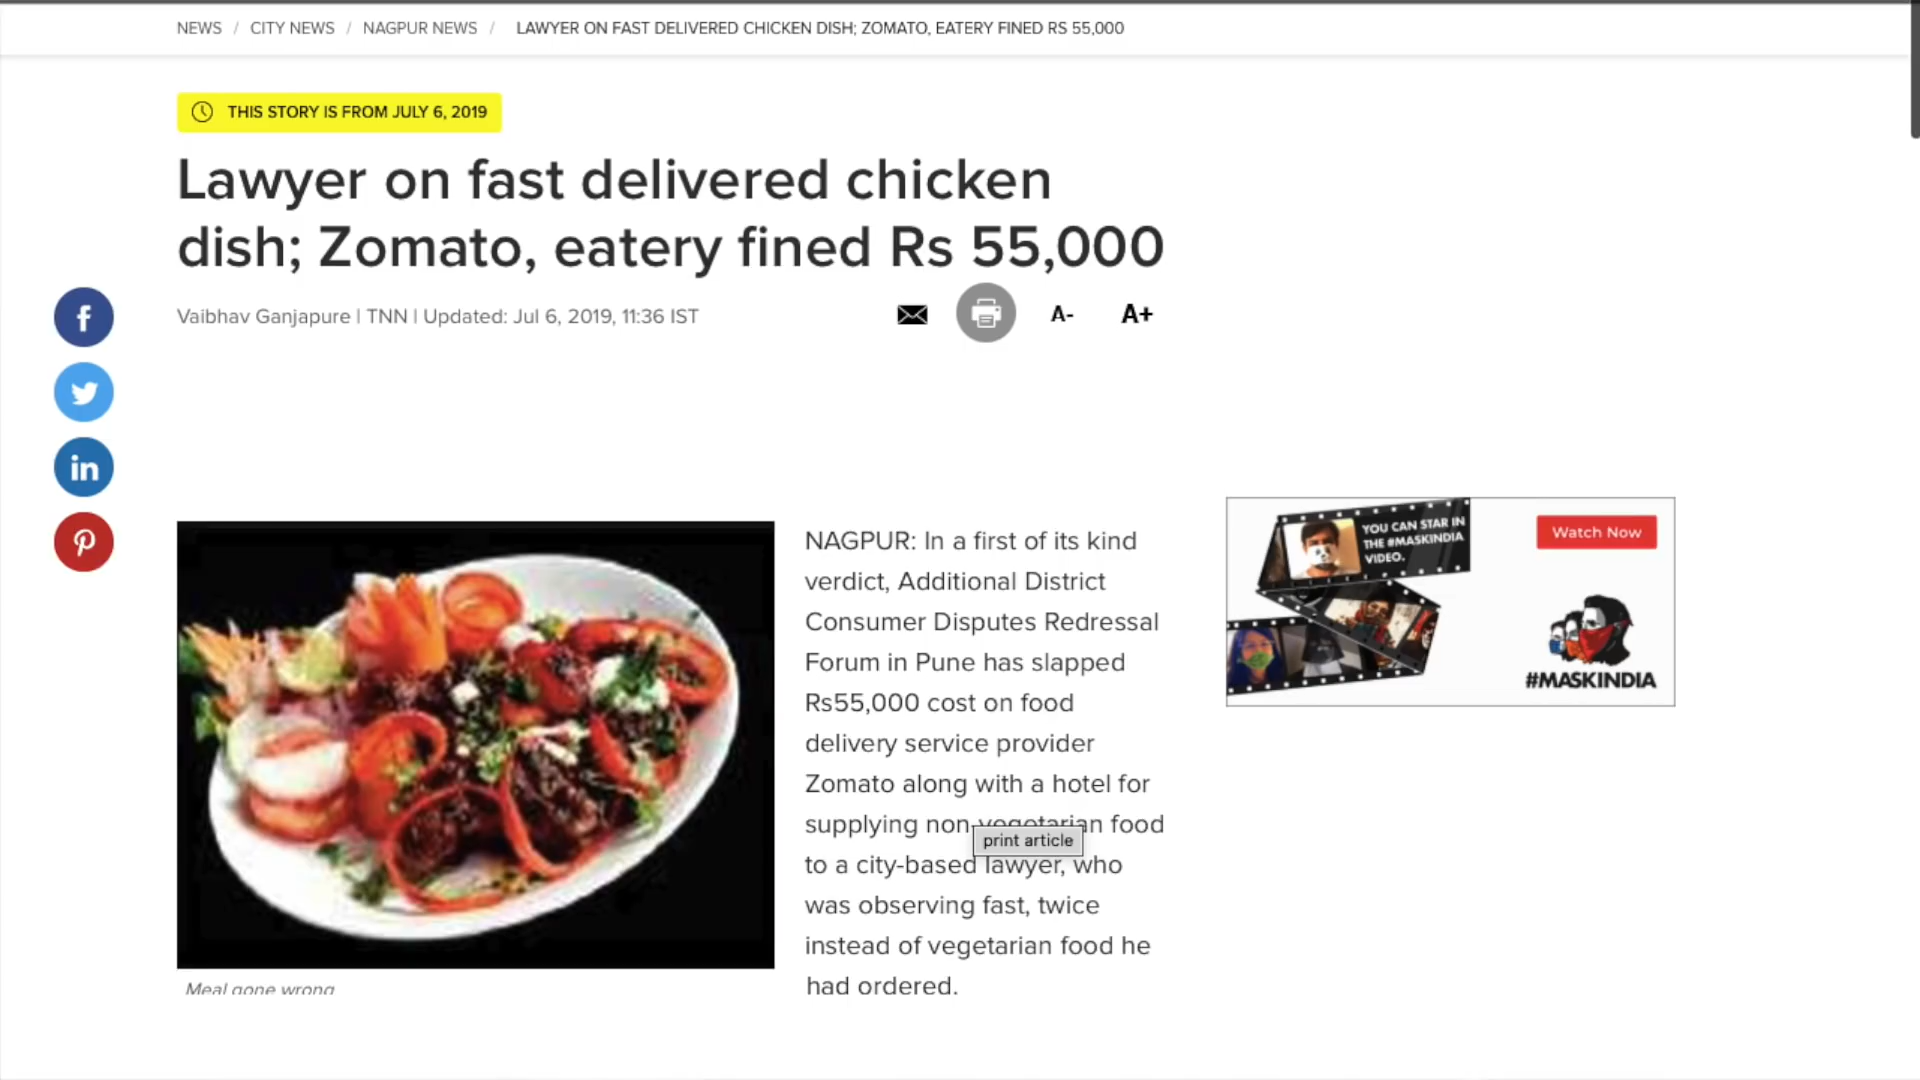 NEWS / CITY NEWS / NAGPUR NEWS / LAWYER ON FAST DELIVERED CHICKEN DISH; ZOMATO, EATERY FINED RS 55,000
THIS STORY IS FROM JULY 6, 2019
Lawyer on fast delivered chicken
dish; Zomato, eatery fined Rs 55,000
Vaibhav Ganjapure | TNN | Updated: Jul 6, 2019, 11:36 IST
A-
A+
f
in
NAGPUR: In a first of its kind
verdict, Additional District
Consumer Disputes Redressal
Forum in Pune has slapped
Rs55,000 cost on food
delivery service provider
Zomato along with a hotel for
supplying non-vegetarian food
print article
to a city-based lawyer, who
was observing fast, twice
instead of vegetarian food he
had ordered.
Meal gone wrong
YOU CAN STAR IN
THE #MASKINDIA
VIDEO.
Watch Now
#MASKINDIA